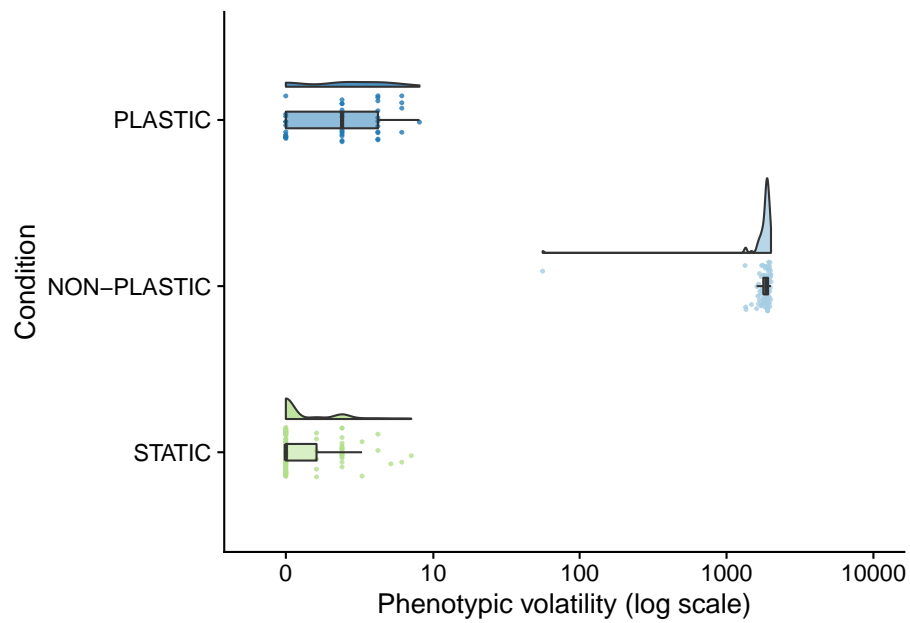 Condition
PLASTIC
NON−PLASTIC
STATIC
0 10 100 1000 10000
Phenotypic volatility (log scale)